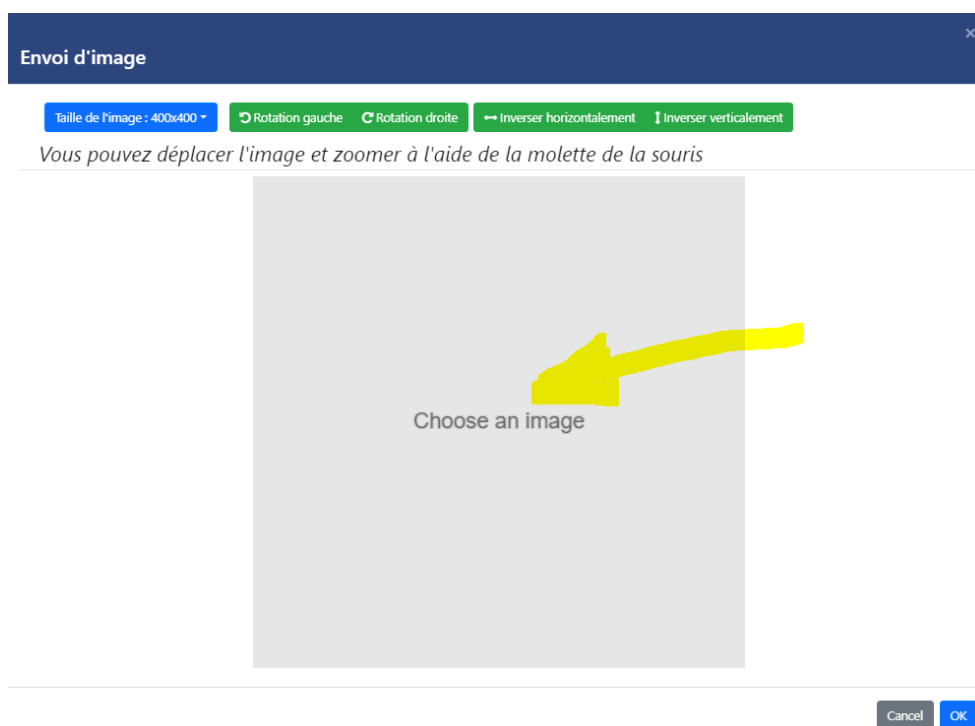 ×
Envoi d'image
Taille de l'image : 400x400 Rotation gauche Rotation droite Inverser horizontalement Inverser verticalement
Vous pouvez déplacer l'image et zoomer à l'aide de la molette de la souris
Choose an image
Cancel OK